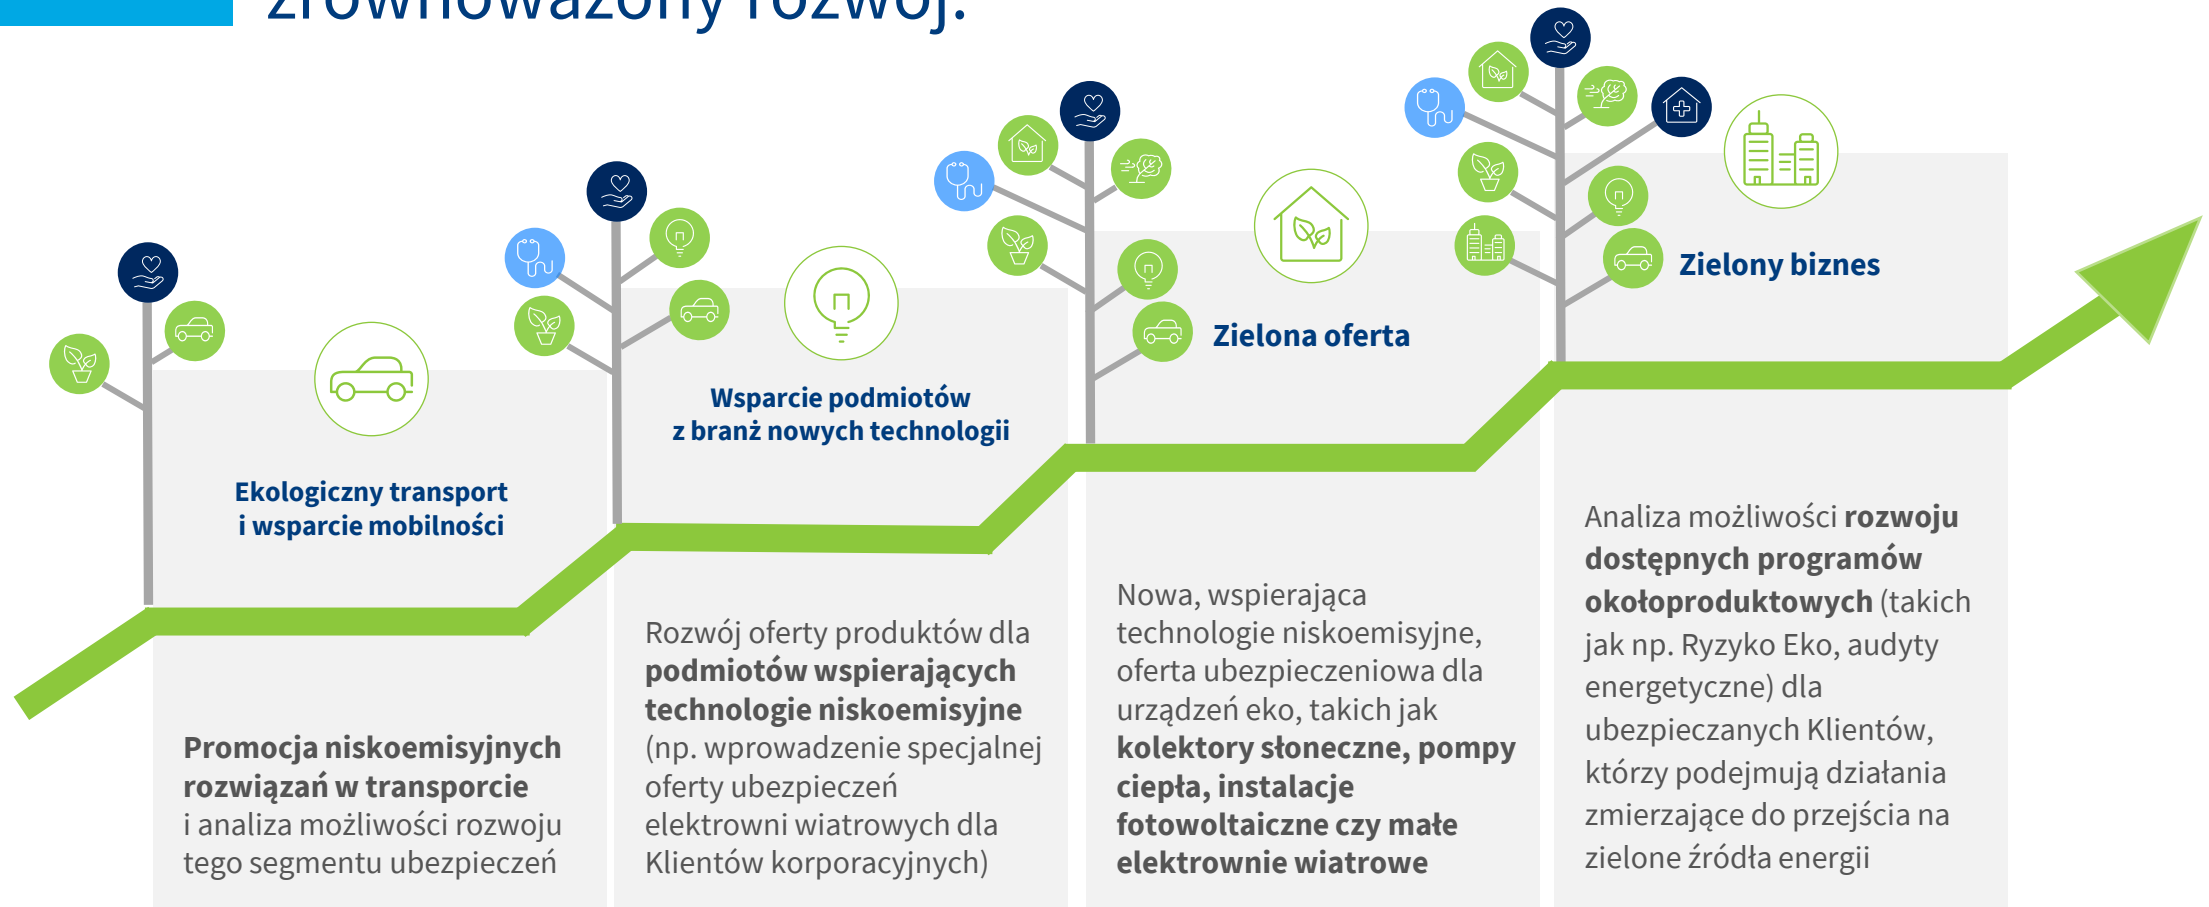 zrównoważony rozwój.
Ekologiczny transport
i wsparcie mobilności
Promocja niskoemisyjnych
rozwiązań w transporcie
i analiza możliwości rozwoju
tego segmentu ubezpieczeń
Wsparcie podmiotów
z branż nowych technologii
Rozwój oferty produktów dla
podmiotów wspierających
technologie niskoemisyjne
(np. wprowadzenie specjalnej
oferty ubezpieczeń
elektrowni wiatrowych dla
Klientów korporacyjnych)
Zielona oferta
Nowa, wspierająca
technologie niskoemisyjne,
oferta ubezpieczeniowa dla
urządzeń eko, takich jak
kolektory słoneczne, pompy
ciepła, instalacje
fotowoltaiczne czy małe
elektrownie wiatrowe
Zielony biznes
Analiza możliwości rozwoju
dostępnych programów
okołoproduktowych (takich
jak np. Ryzyko Eko, audyty
energetyczne) dla
ubezpieczanych Klientów,
którzy podejmują działania
zmierzające do przejścia na
zielone źródła energii